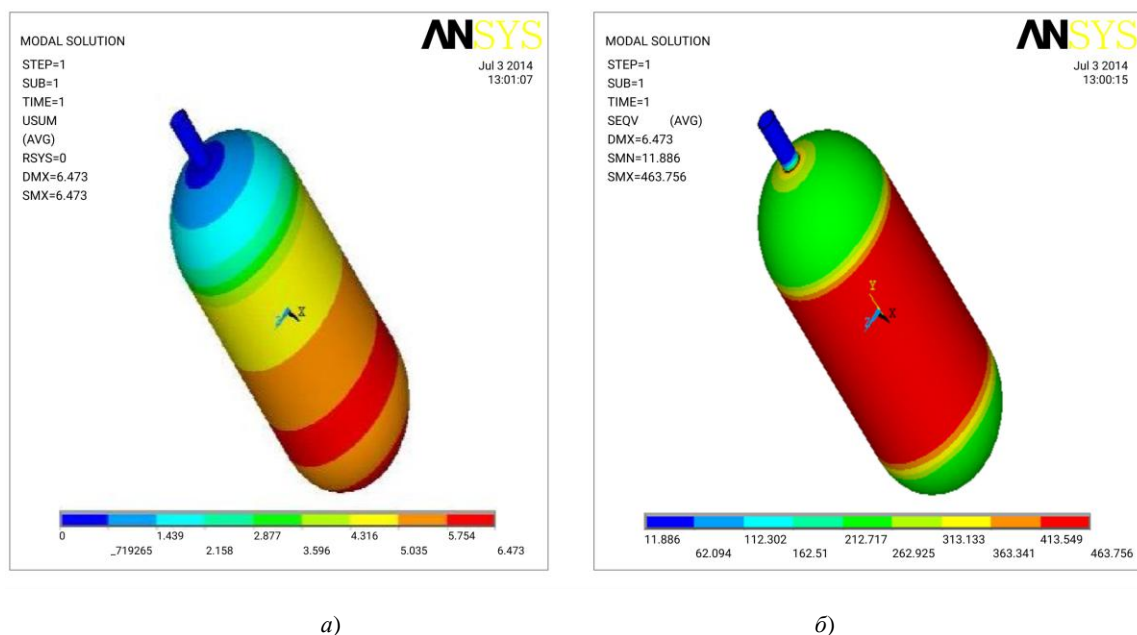 ANSYS
MODAL SOLUTION
STEP=1
SUB=1
TIME=1
USUM
(AVG)
RSYS=0
DMX=6.473
SMX=6.473
Jul 3 2014
13:01:07
Z X
0 1.439 2.877 4.316 5.754
_719265 2.158 3.596 5.035 6.473
ANSYS
MODAL SOLUTION
STEP=1
SUB=1
TIME=1
SEQV (AVG)
DMX=6.473
SMN=11.886
SMX=463.756
Jul 3 2014
13:00:15
Y
Z X
11.886 112.302 212.717 313.133 413.549
62.094 162.51 262.925 363.341 463.756
а) б)